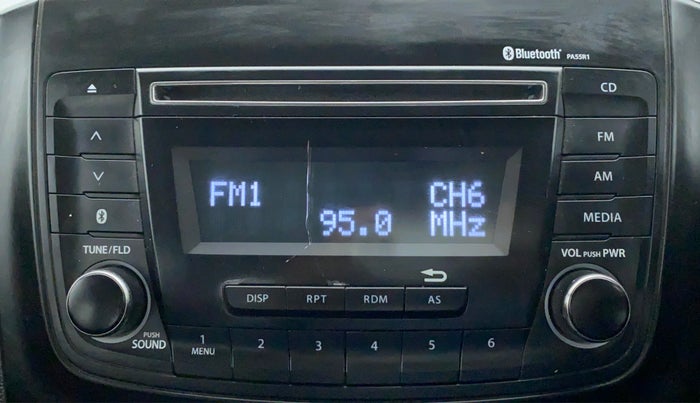 Bluetooth PA55R1
CD
FM
AM
MEDIA
FM1 CH6
95.0 MHz
TUNE/FLD
PUSH
SOUND
VOL PUSH PWR
DISP RPT RDM AS
1 2 3 4 5 6
MENU